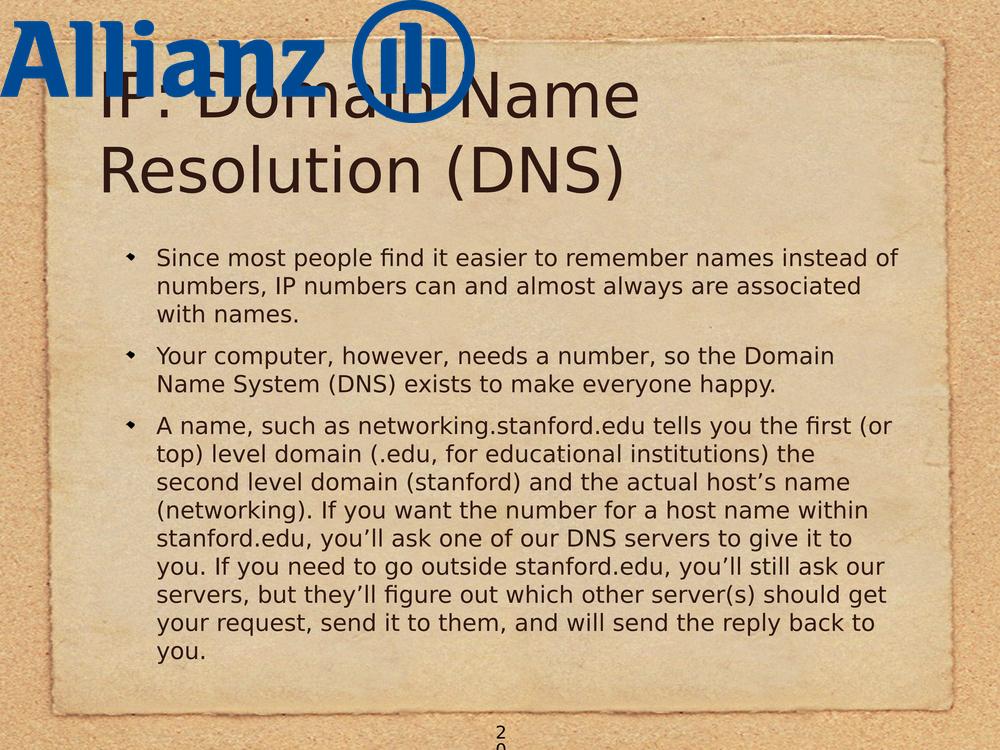 Allianz
IP: Domain Name
Resolution (DNS)
Since most people find it easier to remember names instead of
numbers, IP numbers can and almost always are associated
with names.
Your computer, however, needs a number, so the Domain
Name System (DNS) exists to make everyone happy.
A name, such as networking.stanford.edu tells you the first (or
top) level domain (.edu, for educational institutions) the
second level domain (stanford) and the actual host’s name
(networking). If you want the number for a host name within
stanford.edu, you’ll ask one of our DNS servers to give it to
you. If you need to go outside stanford.edu, you’ll still ask our
servers, but they’ll figure out which other server(s) should get
your request, send it to them, and will send the reply back to
you.
2
0